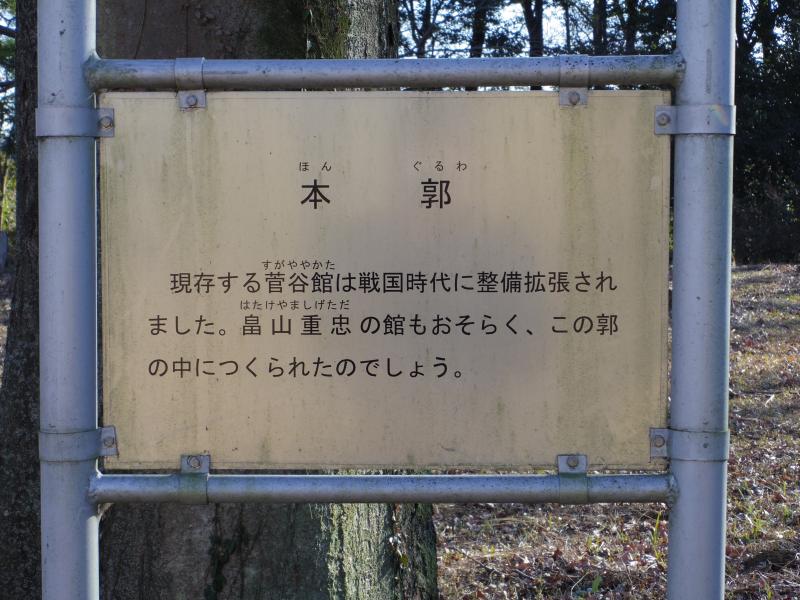 ほん ぐるわ
本郭
すがややかた
現存する菅谷館は戦国時代に整備拡張され
はたけやましげただ
ました。畠山重忠の館もおそらく、この郭
の中につくられたのでしょう。